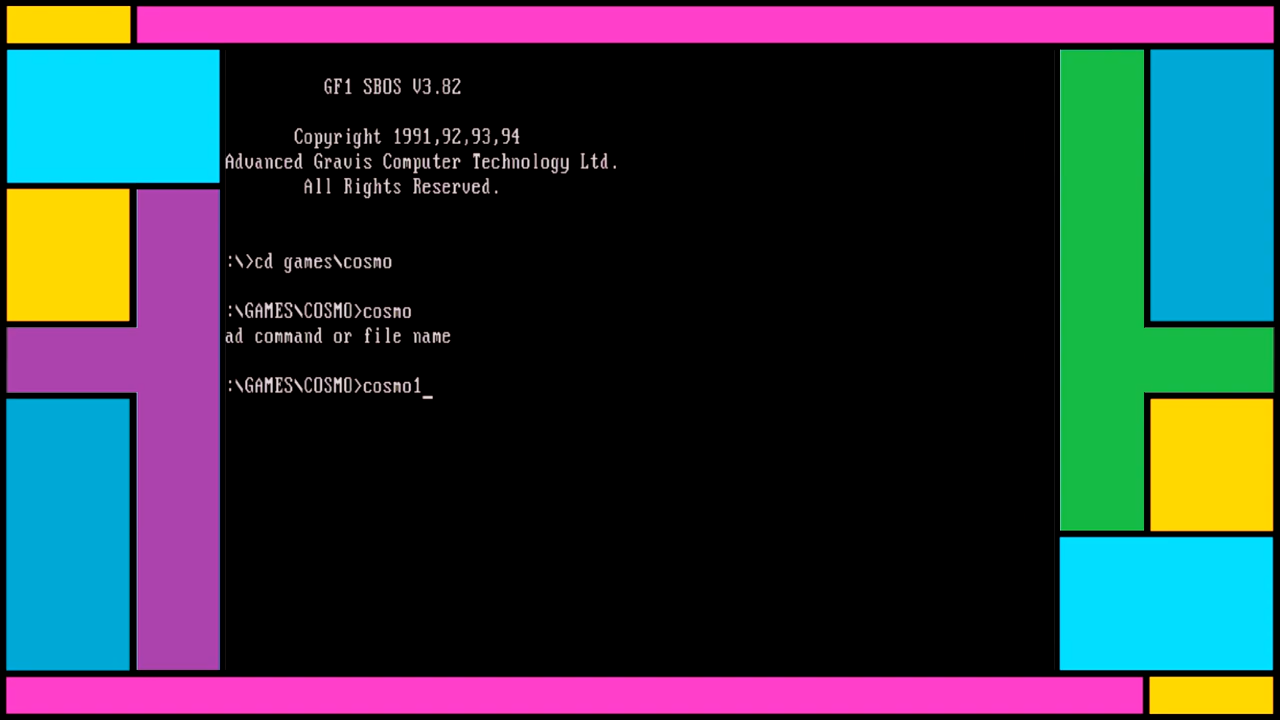 GF1 SBOS V3.82
Copyright 1991,92,93,94
Advanced Gravis Computer Technology Ltd.
All Rights Reserved.
:\>cd games\cosmo
:\GAMES\COSMO>cosmo
ad command or file name
:\GAMES\COSMO>cosmo1_